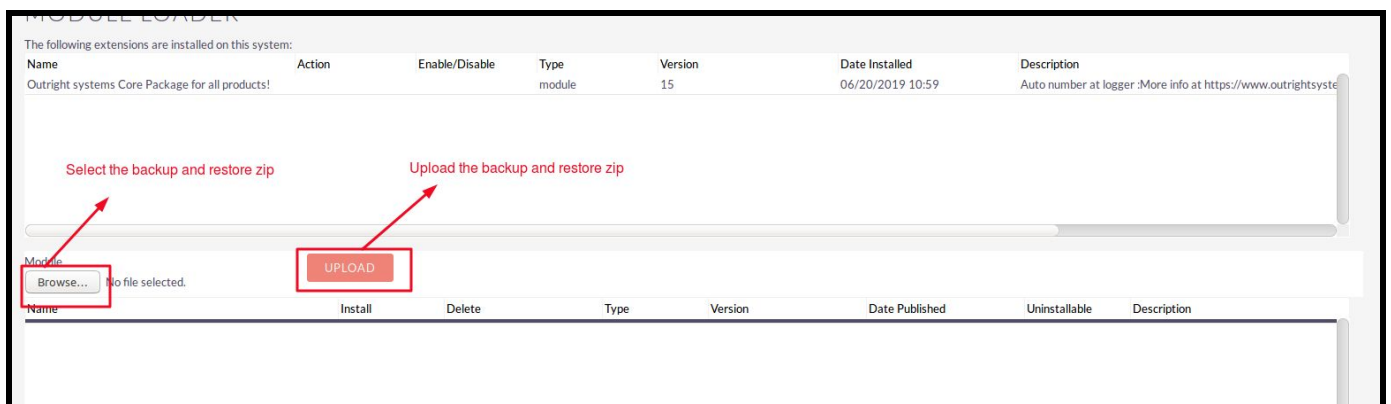 MODULE LOADER
The following extensions are installed on this system:
Name Action Enable/Disable Type Version Date Installed Description
Outright systems Core Package for all products! module 15 06/20/2019 10:59 Auto number at logger :More info at https://www.outrightsyste
Select the backup and restore zip Upload the backup and restore zip
Module
UPLOAD
Browse... No file selected.
Name Install Delete Type Version Date Published Uninstallable Description